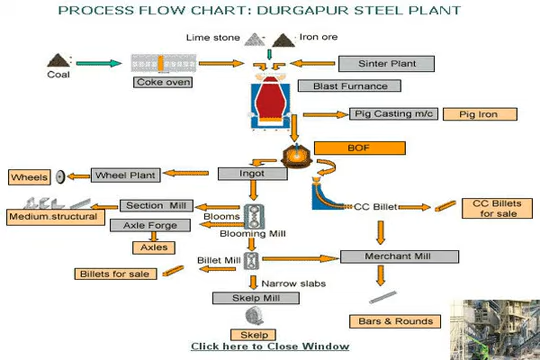 PROCESS FLOW CHART: DURGAPUR STEEL PLANT
Lime stone
Iron ore
Coal
Coke oven
Sinter Plant
Blast Furnance
Pig Casting m/c
Pig Iron
BOF
Wheels
Wheel Plant
Ingot
Medium.structural
Section Mill
Blooms
CC Billet
CC Billets
for sale
Axle Forge
Blooming Mill
Axles
Billets for sale
Billet Mill
Merchant Mill
Narrow slabs
Skelp Mill
Bars & Rounds
Skelp
Click here to Close Window